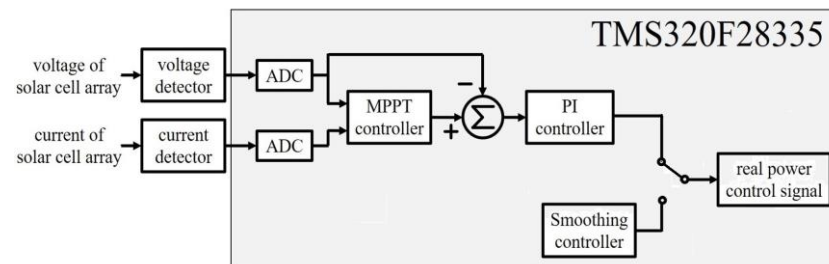 TMS320F28335
voltage of
solar cell array
voltage
detector
ADC
−
MPPT
controller
+
Σ
PI
controller
current of
solar cell array
current
detector
ADC
real power
control signal
Smoothing
controller